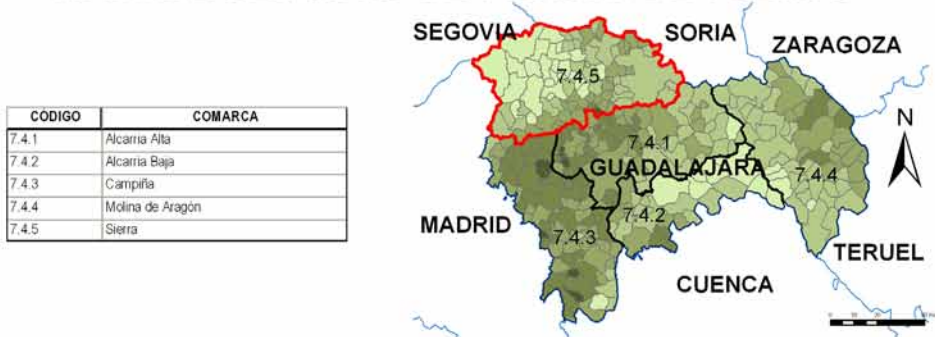 CÓDIGO COMARCA
7.4.1 Alcarria Alta
7.4.2 Alcarria Baja
7.4.3 Campiña
7.4.4 Molina de Aragón
7.4.5 Sierra
SEGOVIA
SORIA
ZARAGOZA
7.4.5
N
7.4.1
GUADALAJARA
7.4.4
7.4.2
MADRID
7.4.3
TERUEL
CUENCA